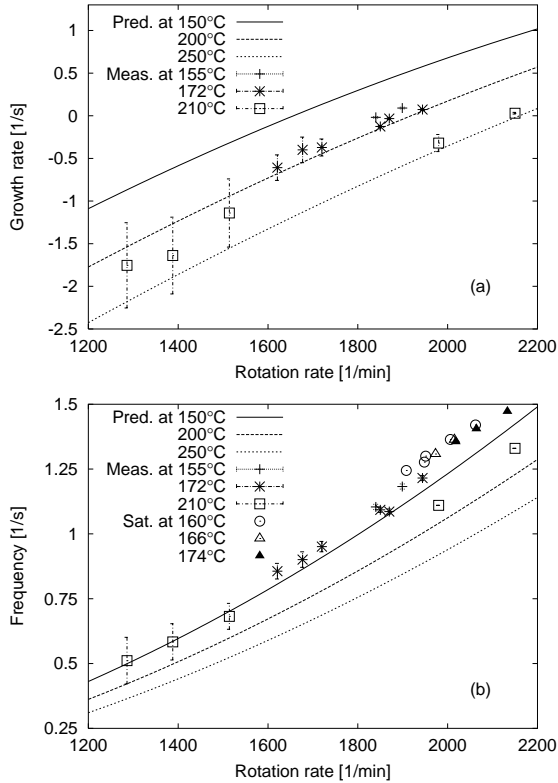 (a)
Pred. at 150°C
200°C
250°C
Meas. at 155°C
172°C
210°C
Growth rate [1/s]
1
0.5
0
-0.5
-1
-1.5
-2
-2.5
1200 1400 1600 1800 2000 2200
Rotation rate [1/min]
Pred. at 150°C
200°C
250°C
Meas. at 155°C
172°C
210°C
Sat. at 160°C
166°C
174°C
Frequency [1/s]
1.5
1.25
1
0.75
0.5
0.25
(b)
1200 1400 1600 1800 2000 2200
Rotation rate [1/min]